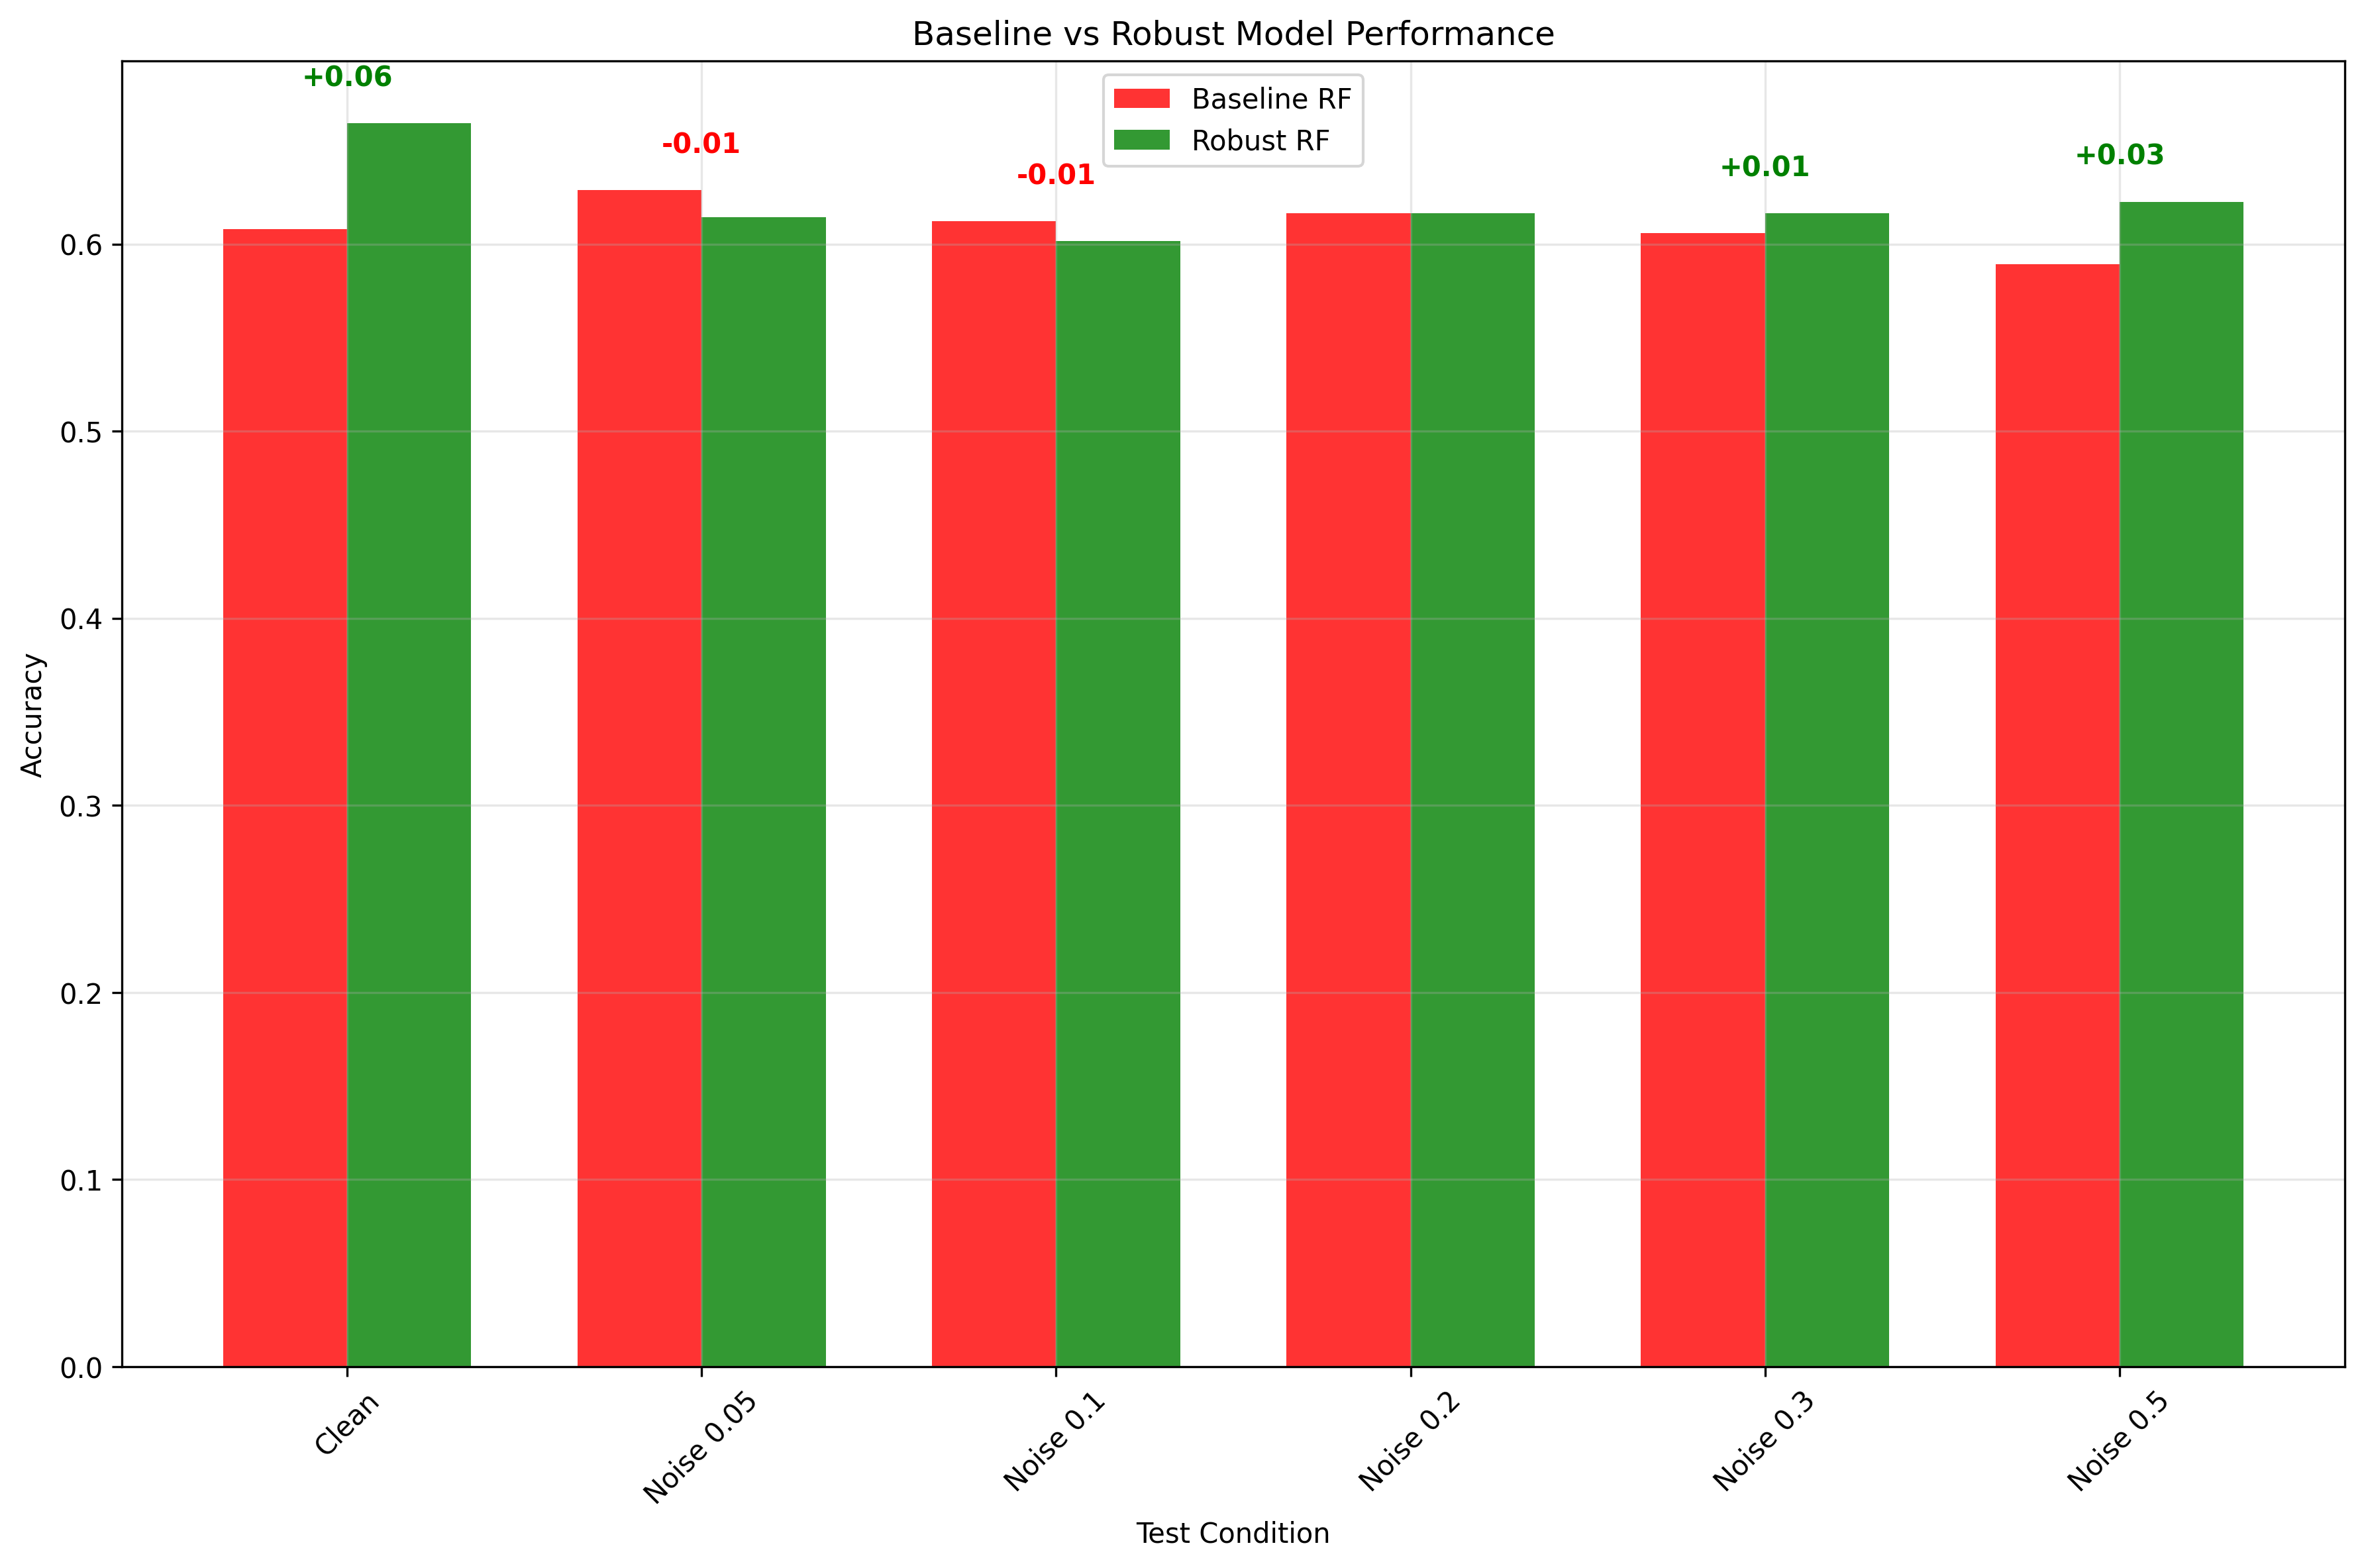 Baseline vs Robust Model Performance
+0.06
-0.01
-0.01
+0.01
+0.03
Baseline RF
Robust RF
Accuracy
0.6
0.5
0.4
0.3
0.2
0.1
0.0
Clean
Noise 0.05
Noise 0.1
Noise 0.2
Noise 0.3
Noise 0.5
Test Condition